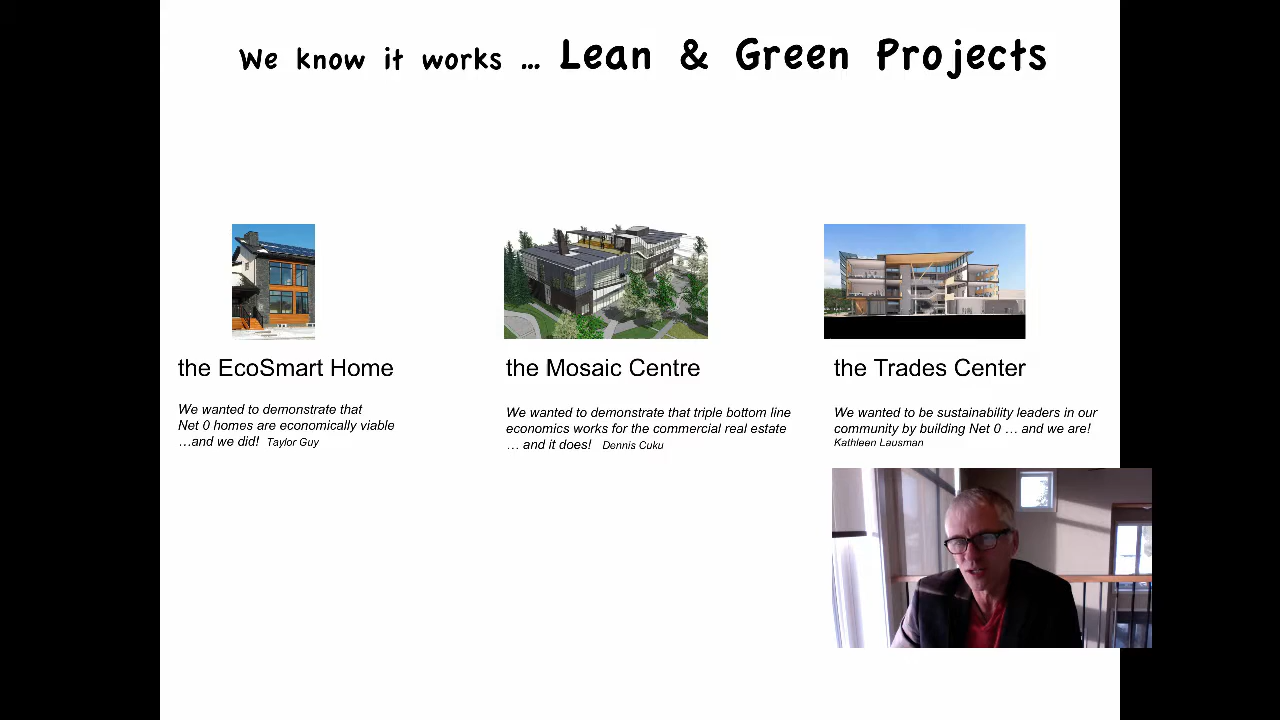 We know it works ... Lean & Green Projects
the EcoSmart Home
We wanted to demonstrate that
Net 0 homes are economically viable
…and we did! Taylor Guy
the Mosaic Centre
We wanted to demonstrate that triple bottom line
economics works for the commercial real estate
… and it does! Dennis Cuku
the Trades Center
We wanted to be sustainability leaders in our
community by building Net 0 … and we are!
Kathleen Lausman